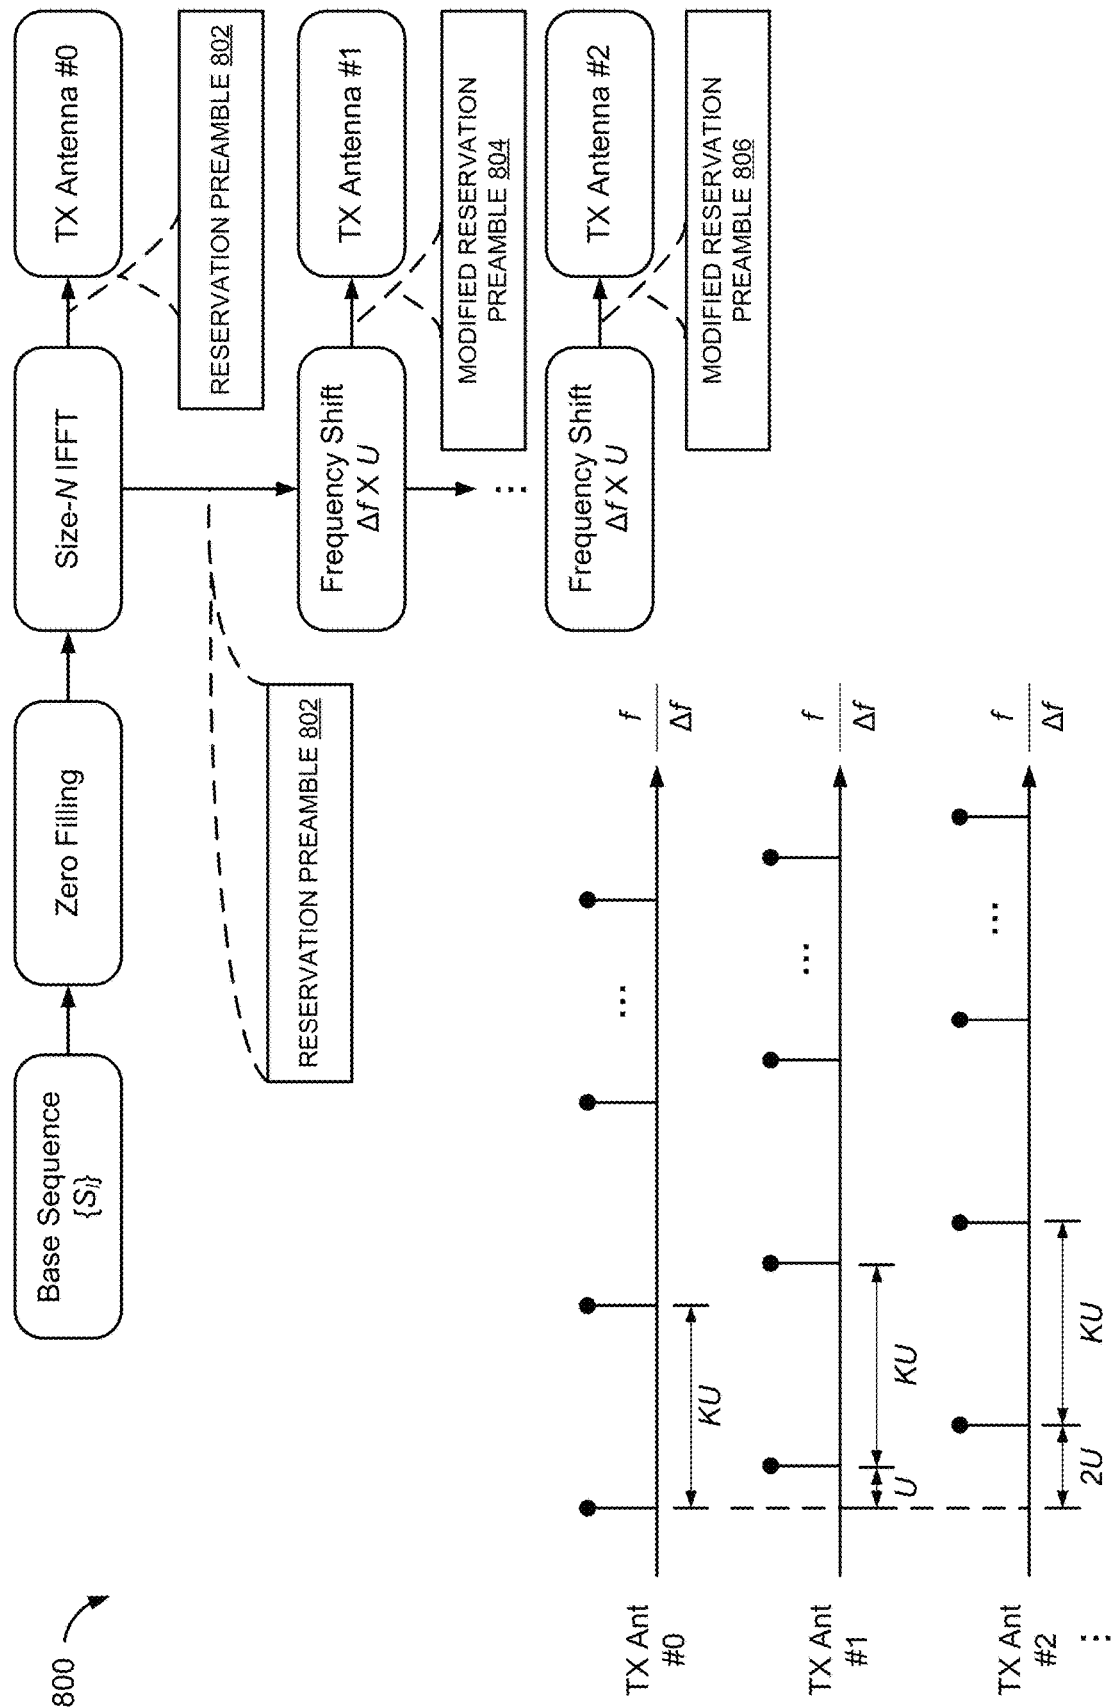 800
Base Sequence
{Sj}
Zero Filling
Size-N IFFT
TX Antenna #0
RESERVATION PREAMBLE 802
RESERVATION PREAMBLE 802
Frequency Shift
Δf X U
TX Antenna #1
MODIFIED RESERVATION
PREAMBLE 804
...
Frequency Shift
Δf X U
TX Antenna #2
MODIFIED RESERVATION
PREAMBLE 806
TX Ant
#0
KU
...
f
Δf
TX Ant
#1
U
KU
...
f
Δf
TX Ant
#2
2U
KU
...
f
Δf
...